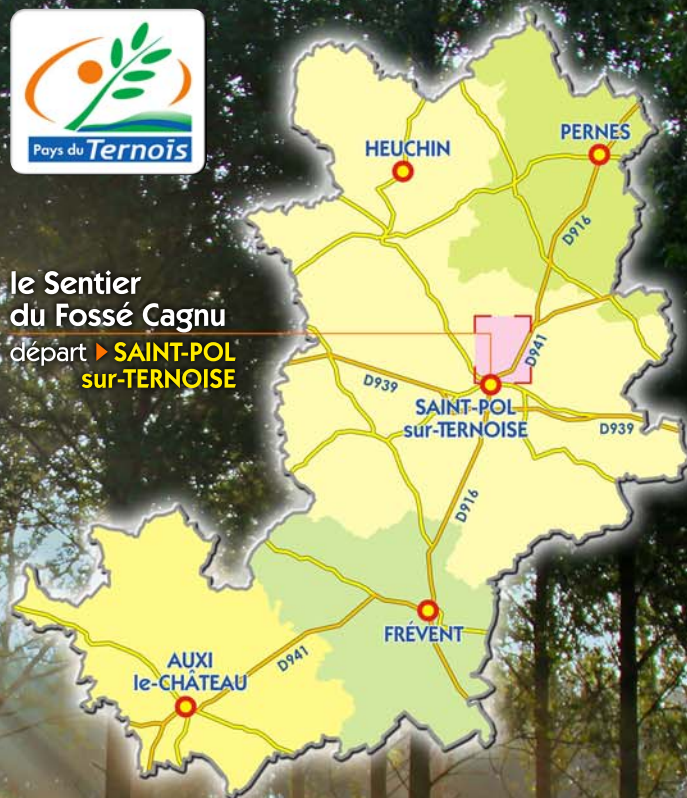 Pays du Ternois
HEUCHIN
PERNES
D916
le Sentier
du Fossé Cagnu
départ ▶ SAINT-POL
sur-TERNOISE
D941
D939
SAINT-POL
sur-TERNOISE
D939
D916
FRÉVENT
D941
AUXI
le-CHÂTEAU